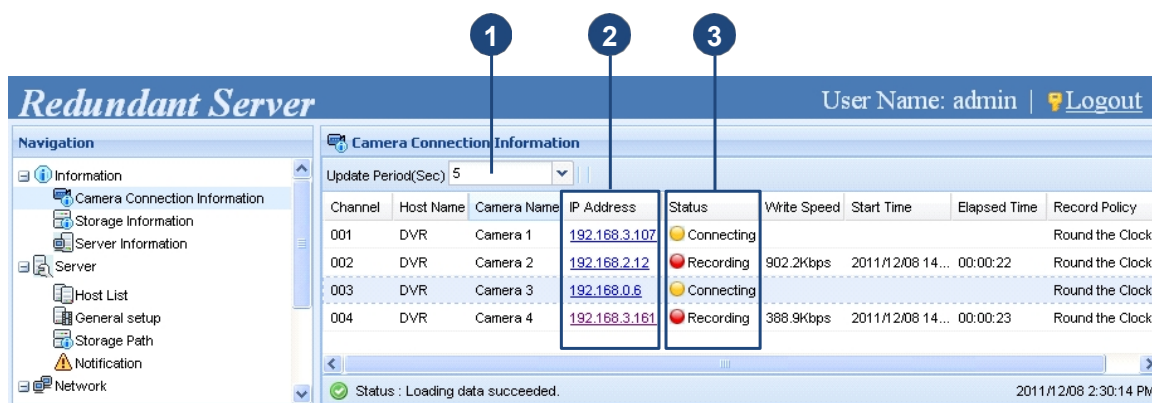 1 2 3
Redundant Server
User Name: admin | Logout
Navigation
Information
Camera Connection Information
Storage Information
Server Information
Server
Host List
General setup
Storage Path
Notification
Network
Camera Connection Information
Update Period(Sec) 5
Channel Host Name Camera Name IP Address Status Write Speed Start Time Elapsed Time Record Policy
001 DVR Camera 1 192.168.3.107 Connecting Round the Clock
002 DVR Camera 2 192.168.2.12 Recording 902.2Kbps 2011/12/08 14... 00:00:22 Round the Clock
003 DVR Camera 3 192.168.0.6 Connecting Round the Clock
004 DVR Camera 4 192.168.3.161 Recording 388.9Kbps 2011/12/08 14... 00:00:23 Round the Clock
Status : Loading data succeeded. 2011/12/08 2:30:14 PM